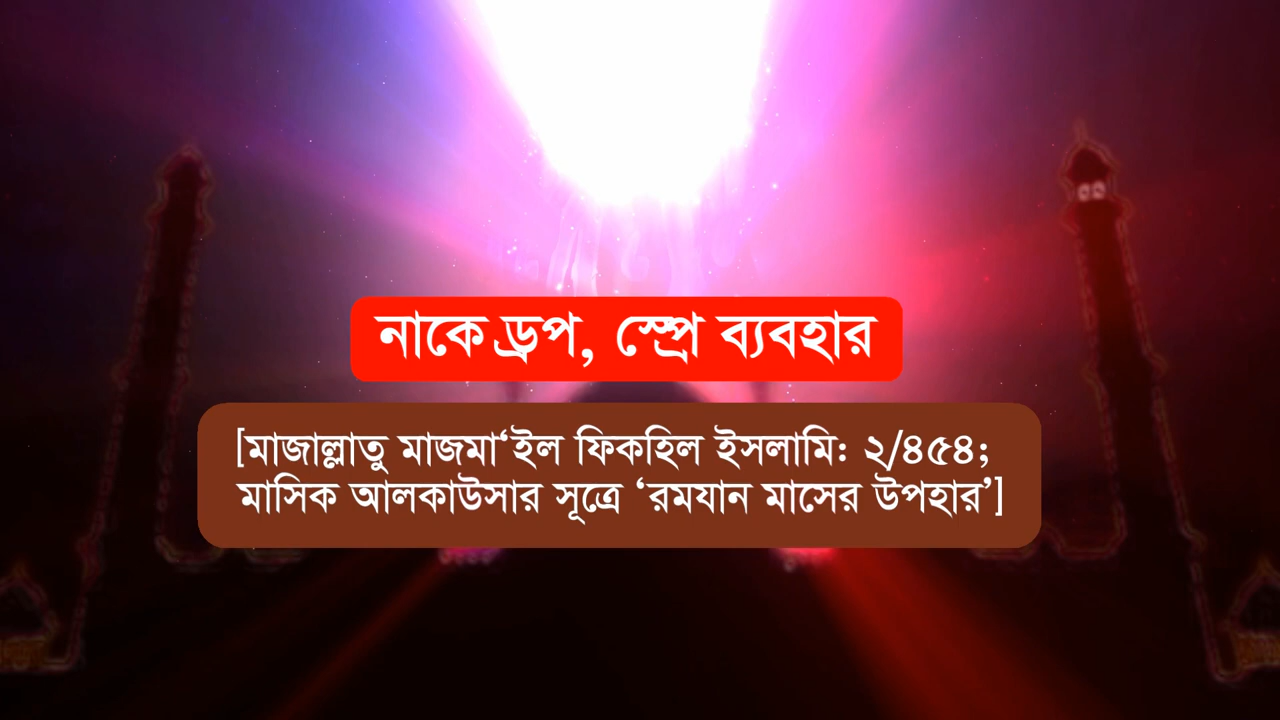 নাকে ড্রপ, স্প্রে ব্যবহার
[মাজাল্লাতু মাজমা‘ইল ফিকহিল ইসলামি: ২/৪৫৪;
মাসিক আলকাউসার সূত্রে ‘রমযান মাসের উপহার’]